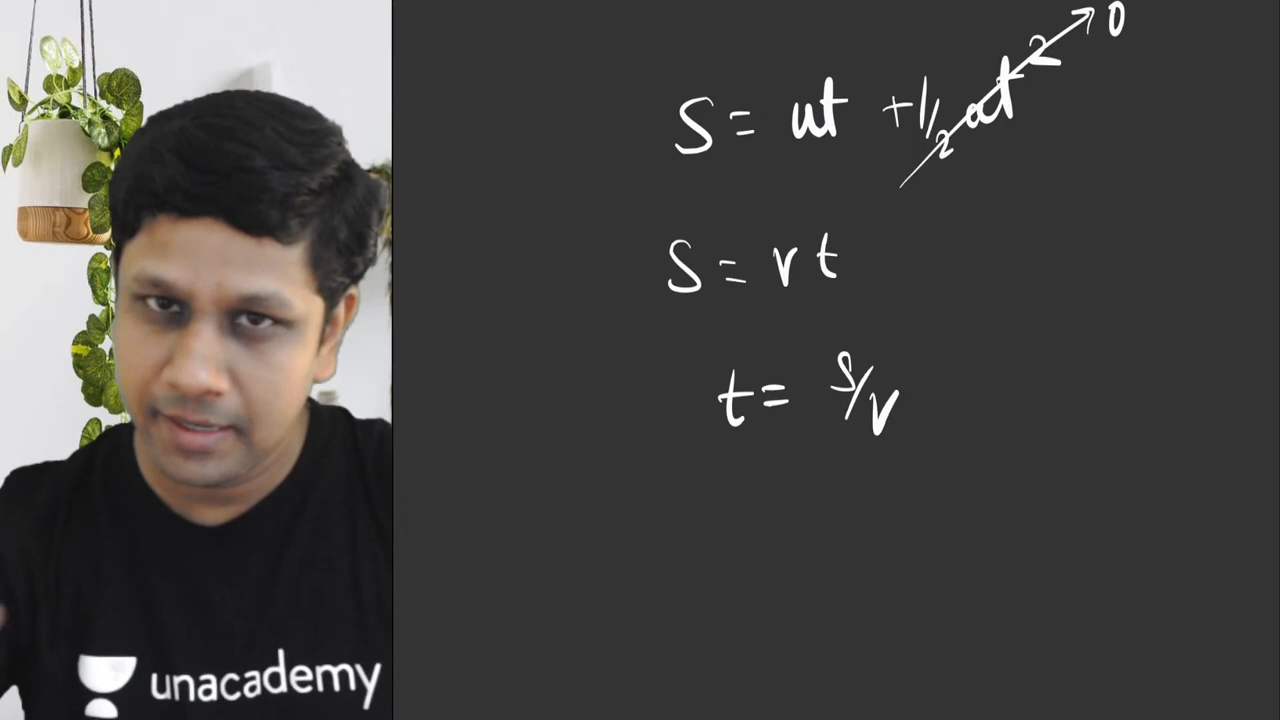 S = ut + 1/2 at² → 0
S = vt
t = S/v
unacademy